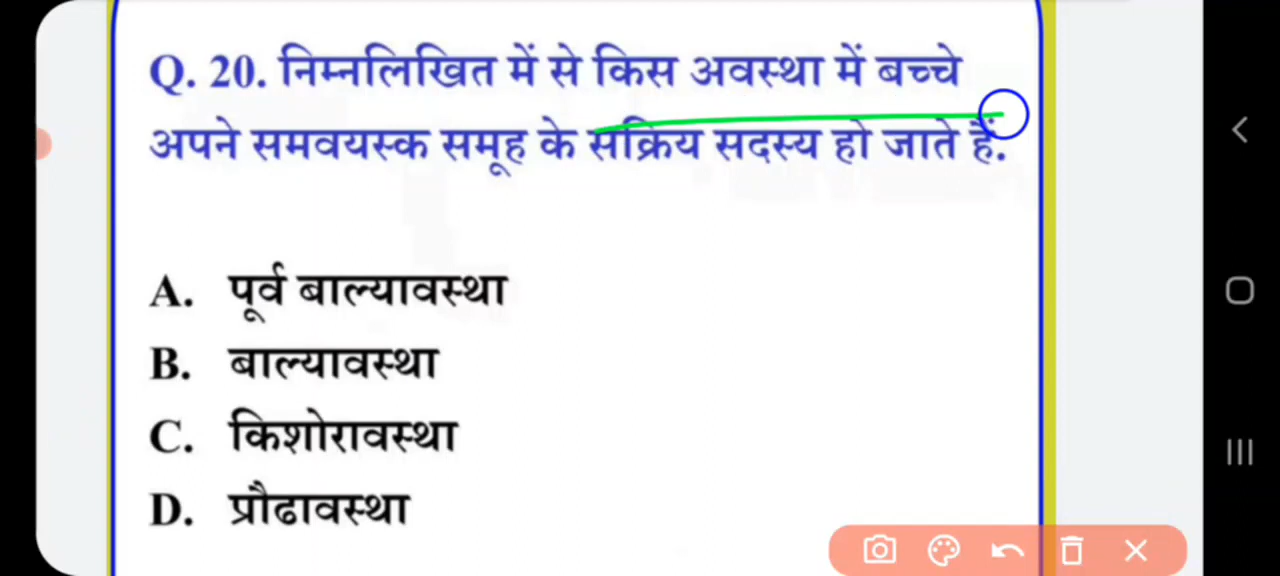 Q. 20. निम्नलिखित में से किस अवस्था में बच्चे
अपने समवयस्क समूह के सक्रिय सदस्य हो जाते हैं.
A. पूर्व बाल्यावस्था
B. बाल्यावस्था
C. किशोरावस्था
D. प्रौढावस्था